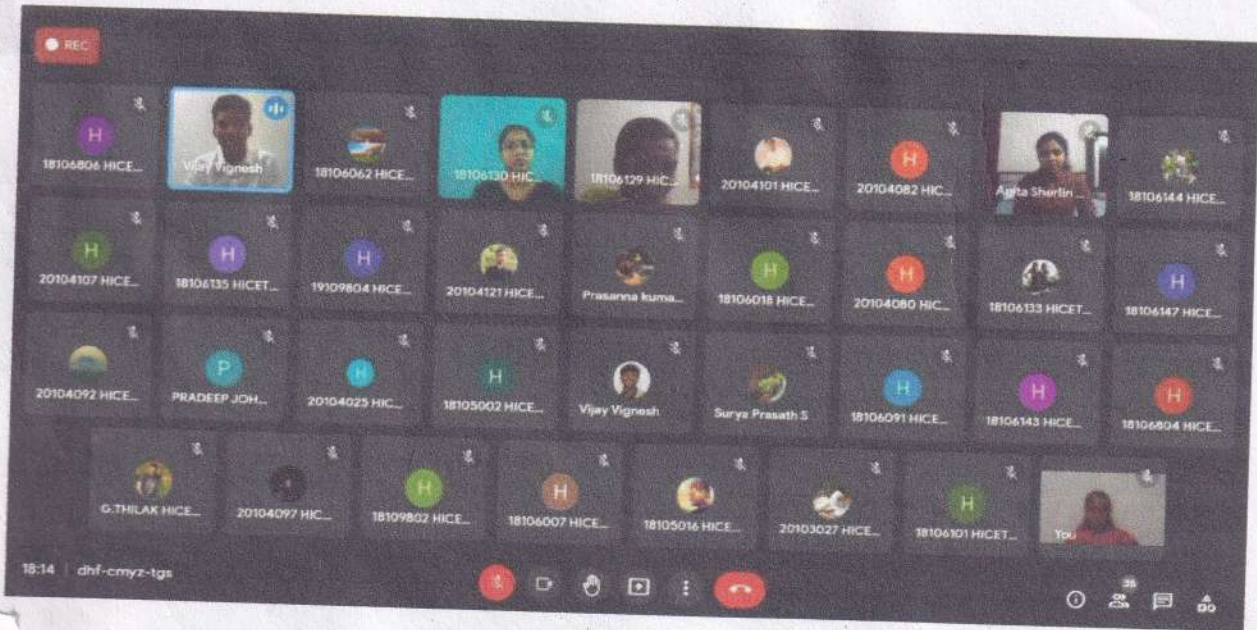 REC
H
18106806 HICE...
Vijay Vignesh
18106062 HICE...
18106130 HIC...
18106129 HIC...
20104101 HICE...
H
20104082 HIC...
Agita Sherlin ...
18106144 HICE...
H
20104107 HICE...
H
18106135 HICET...
H
19109804 HICE...
20104121 HICE...
Prasanna kuma...
H
18106018 HICE...
H
20104080 HIC...
18106133 HICET...
H
18106147 HICE...
20104092 HICE...
P
PRADEEP JOH...
H
20104025 HIC...
H
18105002 HICE...
Vijay Vignesh
Surya Prasath S
H
18106091 HICE...
H
18106143 HICE...
H
18106804 HICE...
G.THILAK HICE...
20104097 HIC...
H
18109802 HICE...
H
18106007 HICE...
18105016 HICE...
20103027 HICE...
H
18106101 HICET...
You
18:14 | dhf-cmyz-tgs